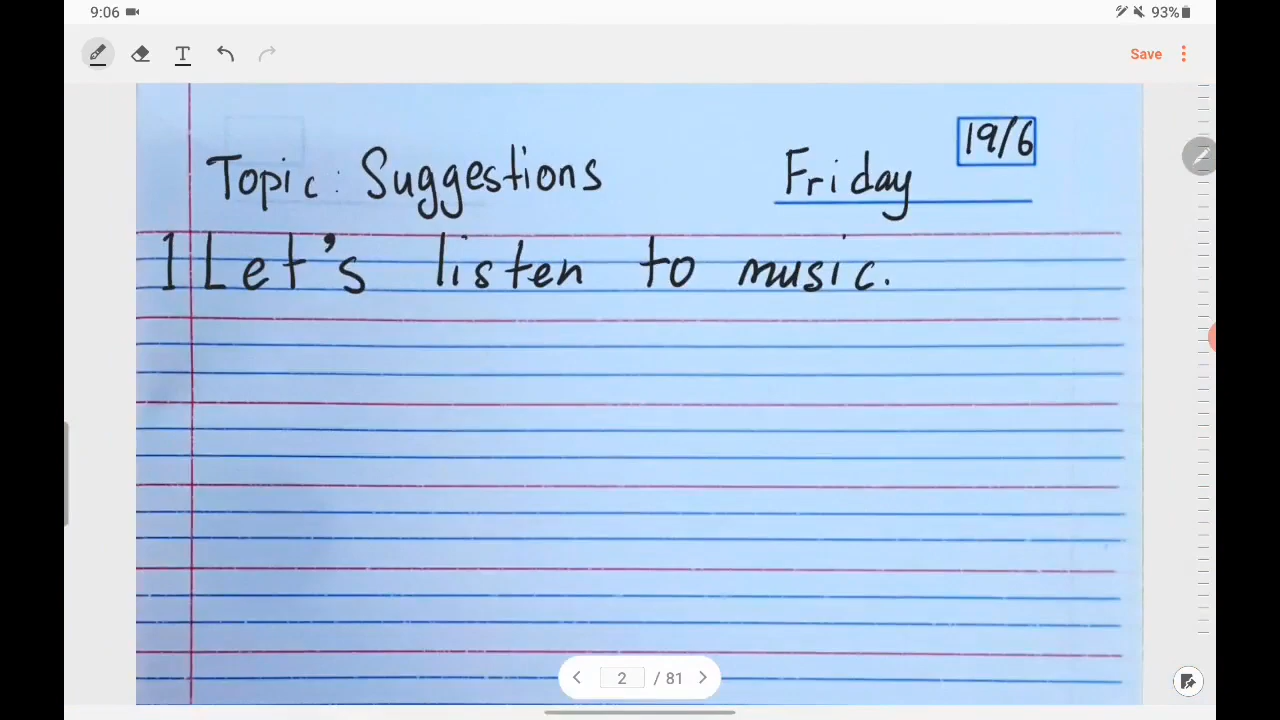 9:06 93%
T Save
19/6
Topic: Suggestions Friday
1 Let's listen to music.
2 / 81